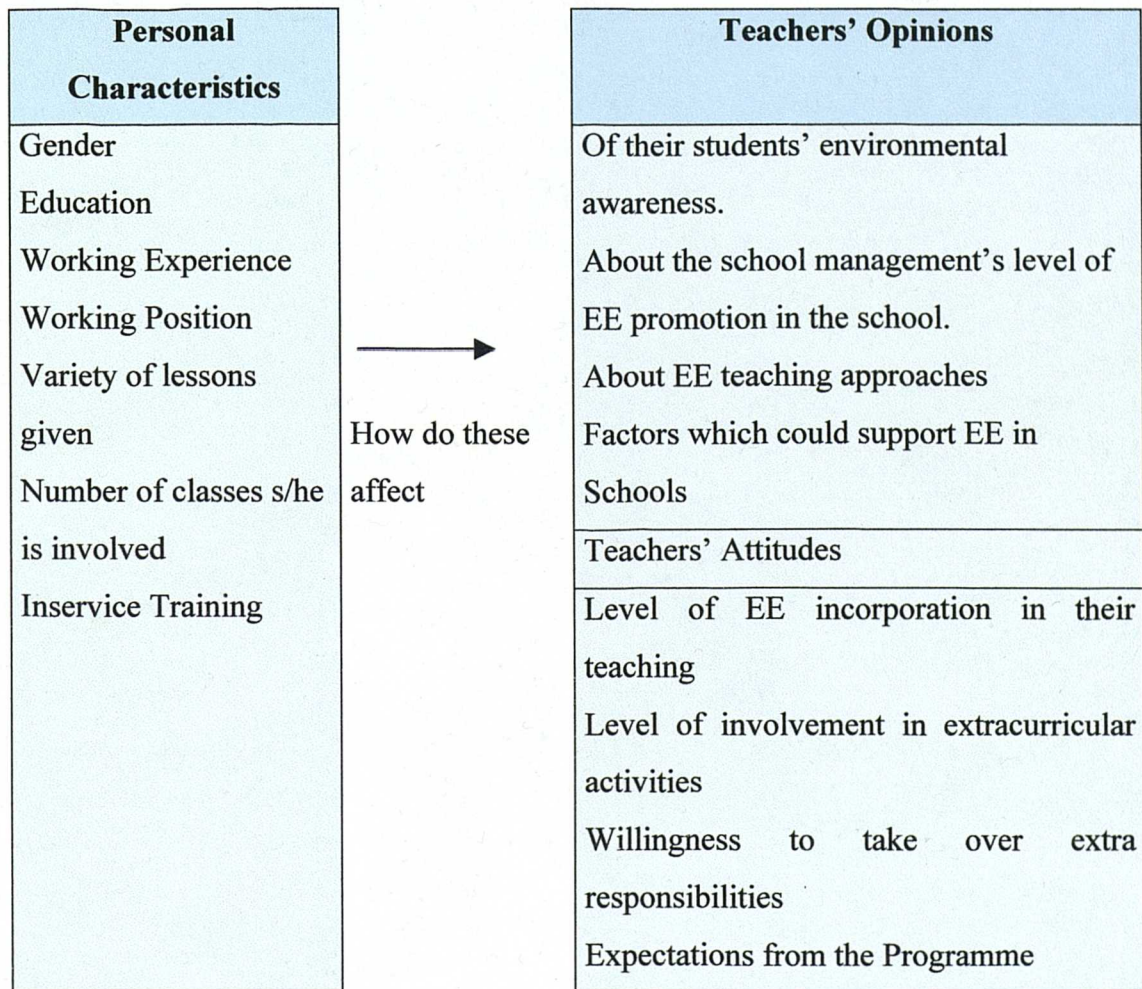 Personal
Characteristics
Gender
Education
Working Experience
Working Position
Variety of lessons
given
Number of classes s/he
is involved
Inservice Training
How do these
affect
Teachers’ Opinions
Of their students’ environmental
awareness.
About the school management’s level of
EE promotion in the school.
About EE teaching approaches
Factors which could support EE in
Schools
Teachers’ Attitudes
Level of EE incorporation in their
teaching
Level of involvement in extracurricular
activities
Willingness to take over extra
responsibilities
Expectations from the Programme